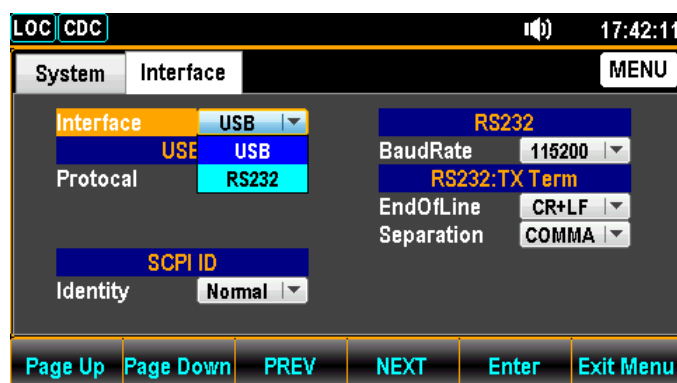 LOC CDC 17:42:11
System Interface MENU
Interface USB
USB
USB
RS232
Protocal
SCPI ID
Identity Normal
RS232
BaudRate 115200
RS232:TX Term
EndOfLine CR+LF
Separation COMMA
Page Up Page Down PREV NEXT Enter Exit Menu